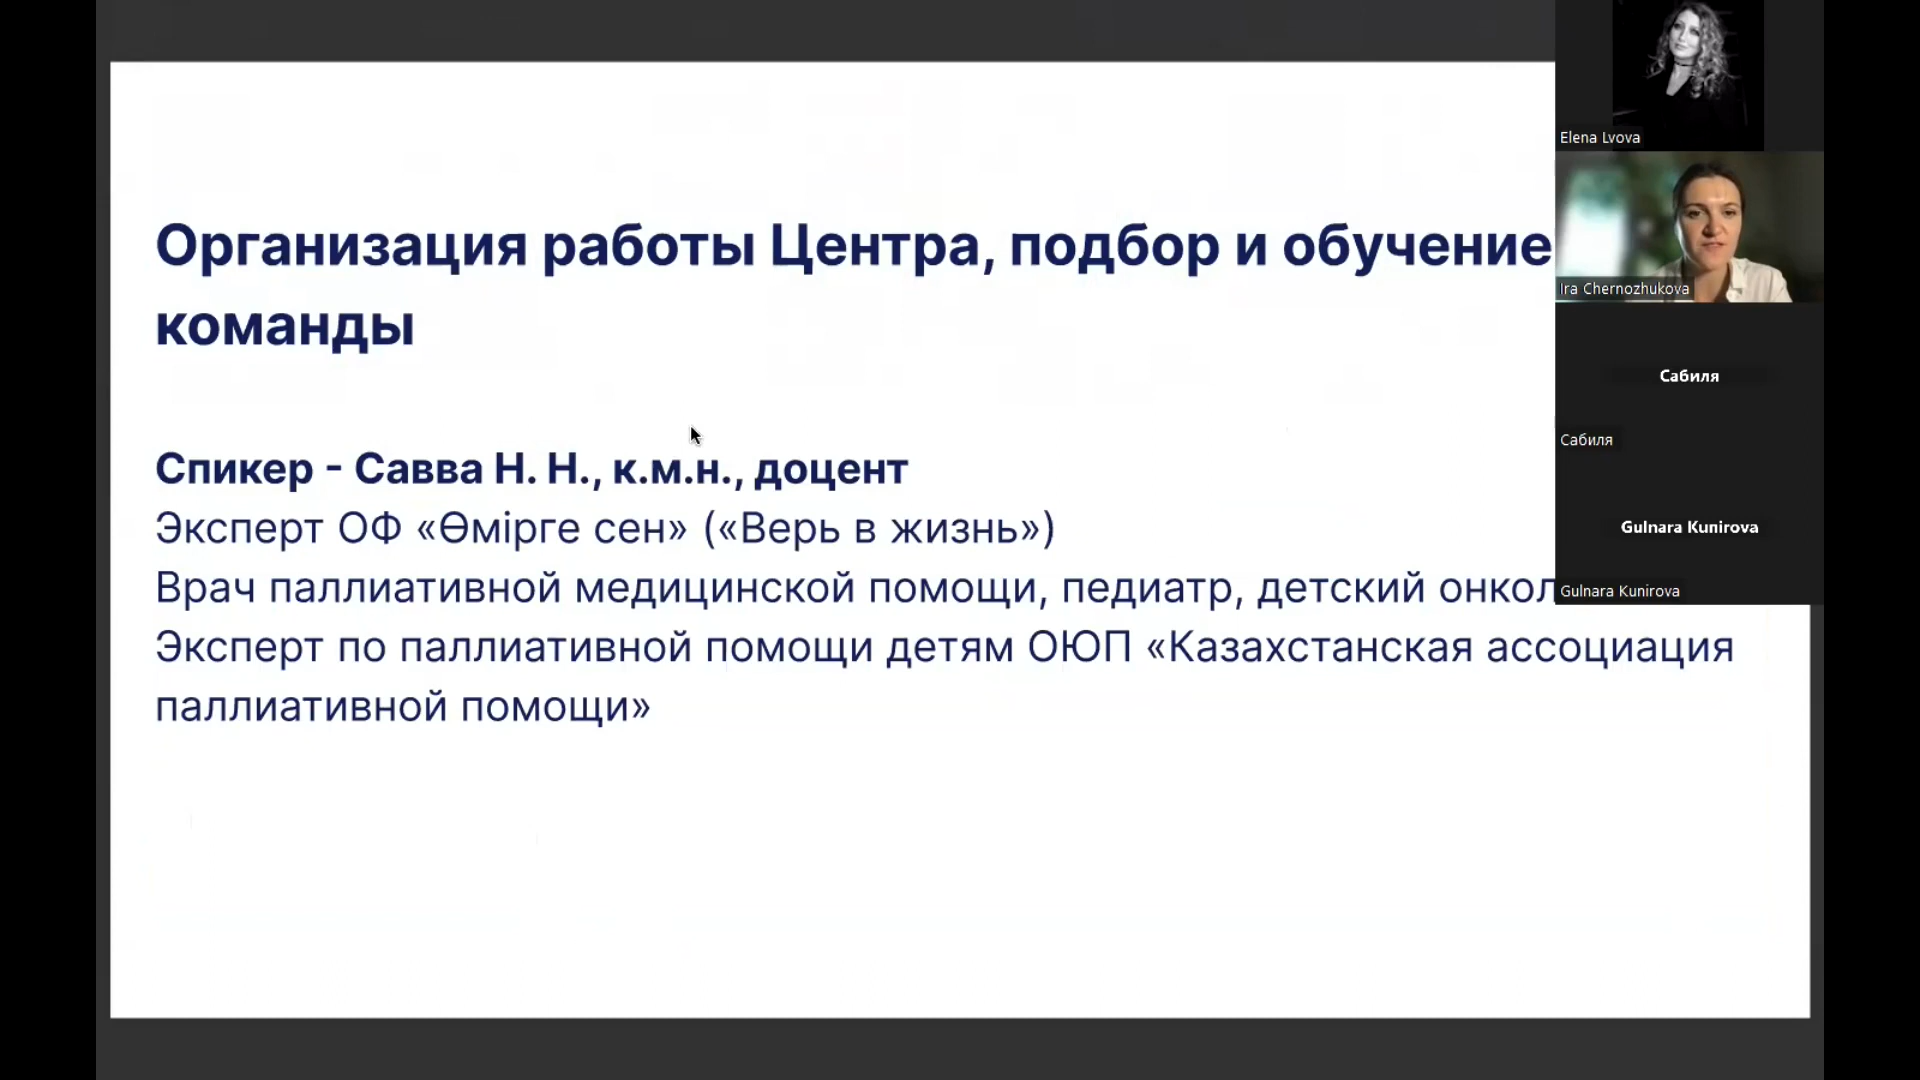 Организация работы Центра, подбор и обучение
команды
Спикер - Савва Н. Н., к.м.н., доцент
Эксперт ОФ «Өмірге сен» («Верь в жизнь»)
Врач паллиативной медицинской помощи, педиатр, детский
Эксперт по паллиативной помощи детям ОЮП «Казахстанская ассоциация
паллиативной помощи»
Elena Lvova
Ira Chernozhukova
Сабиля
Сабиля
Gulnara Kunirova
Gulnara Kunirova